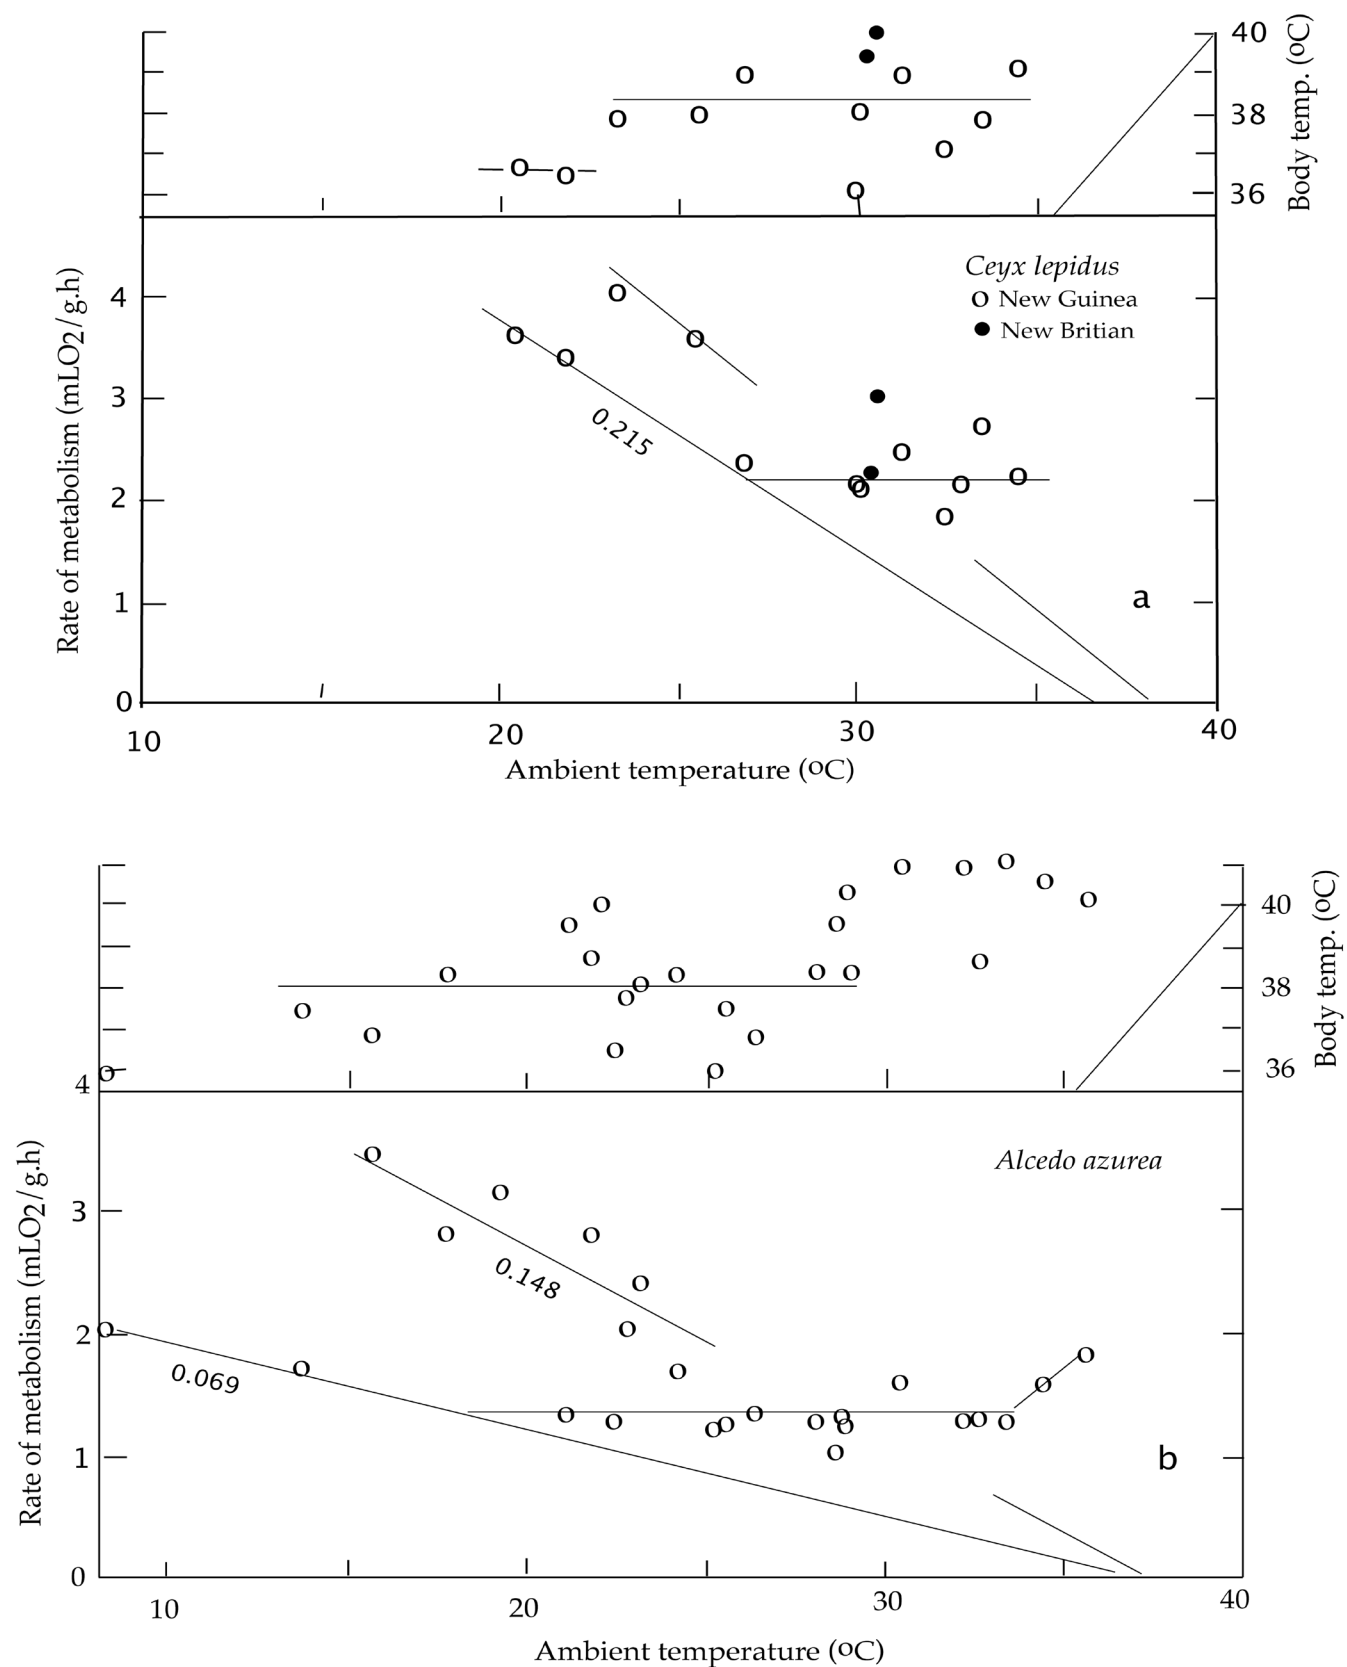 40
38
36
Body temp. (oC)
Ceyx lepidus
o New Guinea
● New Britian
4
3
2
1
0
Rate of metabolism (mLO2/g.h)
0.215
a
10 20 30 40
Ambient temperature (oC)
40
38
36
Body temp. (oC)
4
3
2
1
0
Rate of metabolism (mLO2/g.h)
Alcedo azurea
0.148
0.069
b
10 20 30 40
Ambient temperature (oC)